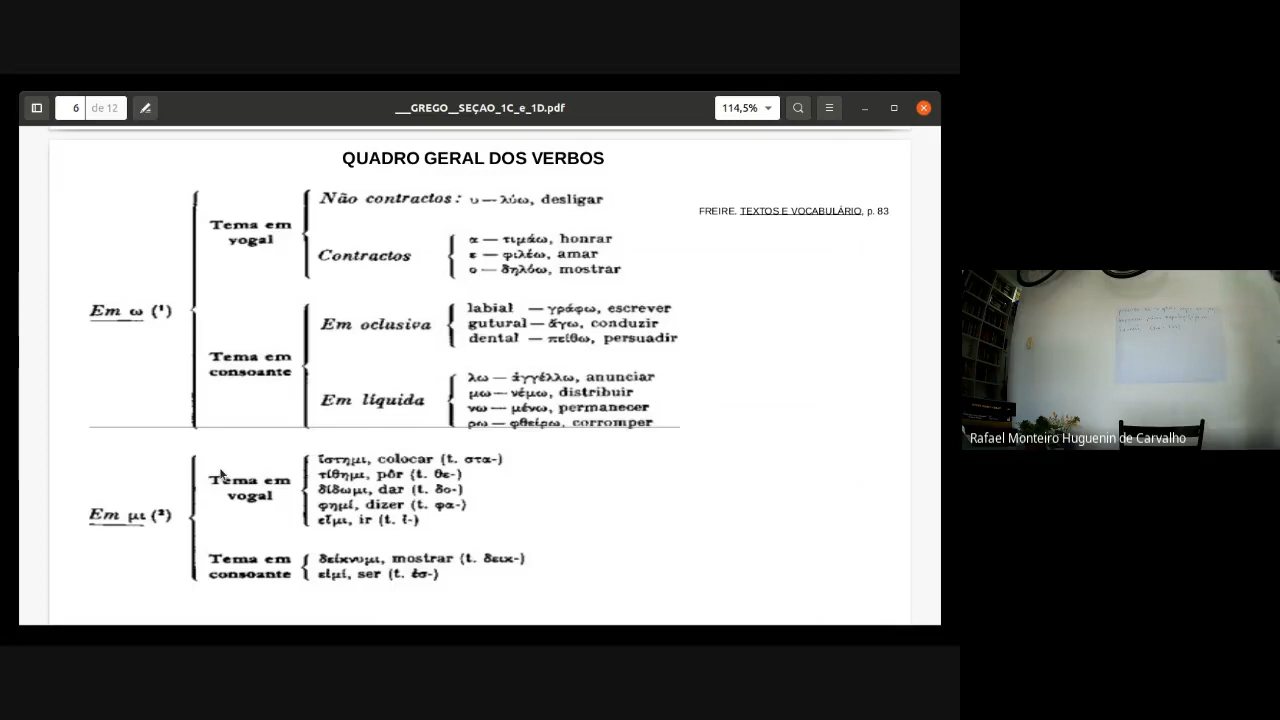 6 de 12
___GREGO__SEÇAO_1C_e_1D.pdf
114,5%
QUADRO GERAL DOS VERBOS
FREIRE. TEXTOS E VOCABULÁRIO, p. 83
Em ω (¹)
Tema em vogal
Não contractos: υ — λύω, desligar
Contractos
α — τιμάω, honrar
ε — φιλέω, amar
ο — δηλόω, mostrar
Tema em consoante
Em oclusiva
labial — γράφω, escrever
gutural — ἄγω, conduzir
dental — πείθω, persuadir
Em líquida
λω — ἀγγέλλω, anunciar
μω — νέμω, distribuir
νω — μένω, permanecer
ρω — φθείρω, corromper
Em μι (²)
Tema em vogal
ἵστημι, colocar (t. στα-)
τίθημι, pôr (t. θε-)
δίδωμι, dar (t. δο-)
φημί, dizer (t. φα-)
εἶμι, ir (t. ἰ-)
Tema em consoante
δείκνυμι, mostrar (t. δεικ-)
εἰμί, ser (t. ἐσ-)
Rafael Monteiro Huguenin de Carvalho